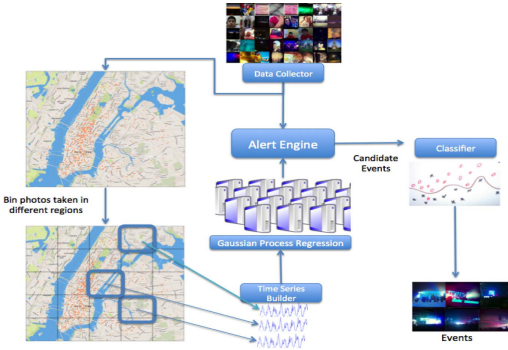 Data Collector
Alert Engine
Candidate
Events
Classifier
Bin photos taken in
different regions
Gaussian Process Regression
Time Series
Builder
Events